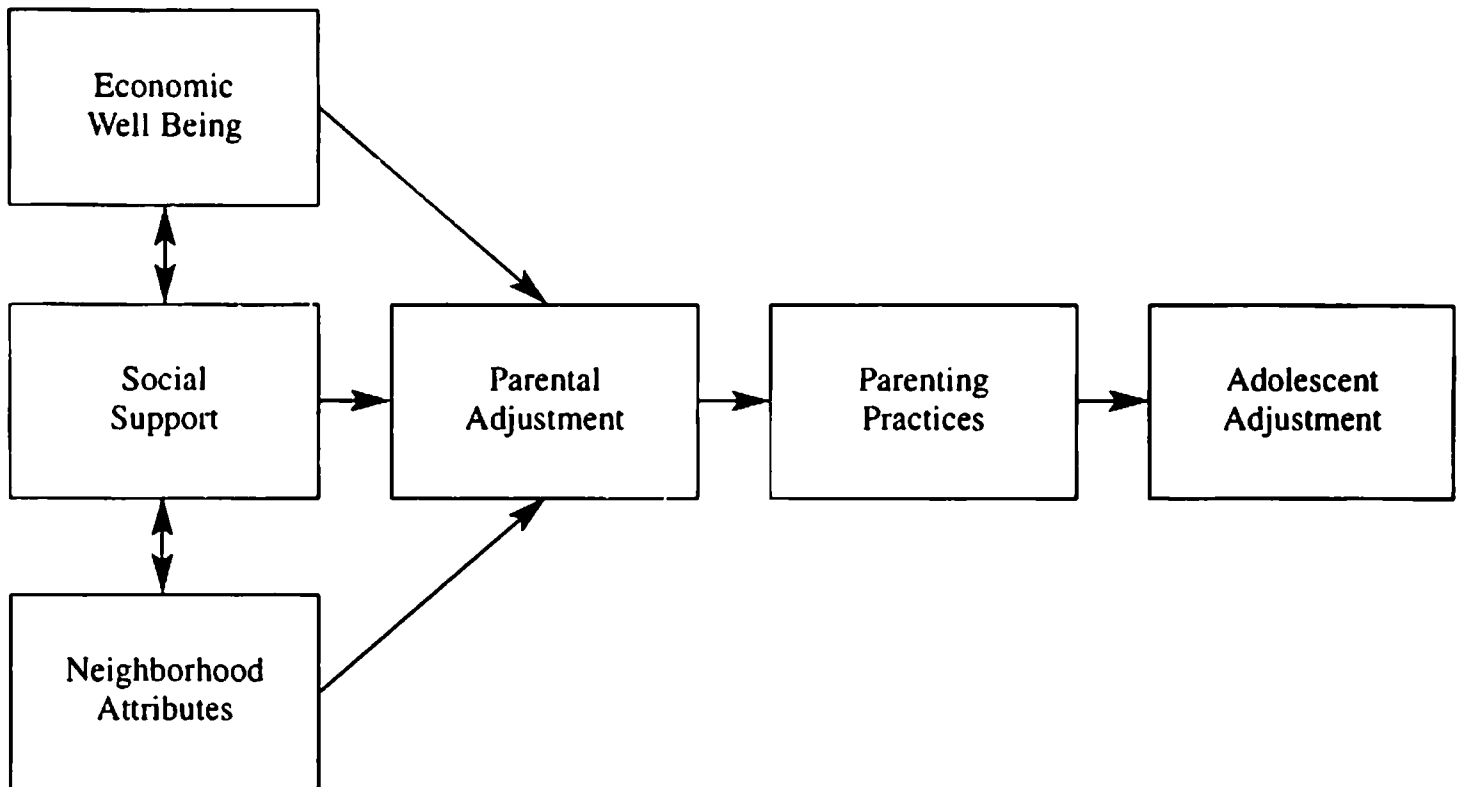 Economic
Well Being
Social
Support
Parental
Adjustment
Parenting
Practices
Adolescent
Adjustment
Neighborhood
Attributes